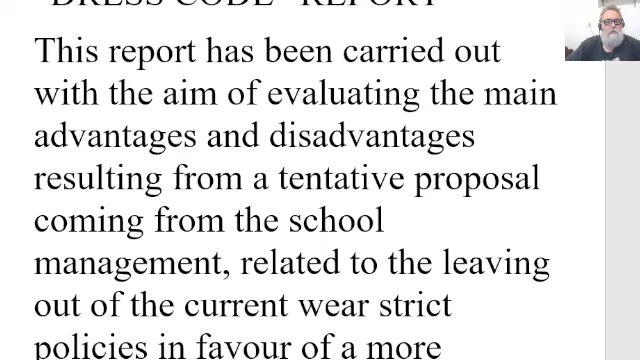 "DRESS CODE" REPORT
This report has been carried out
with the aim of evaluating the main
advantages and disadvantages
resulting from a tentative proposal
coming from the school
management, related to the leaving
out of the current wear strict
policies in favour of a more